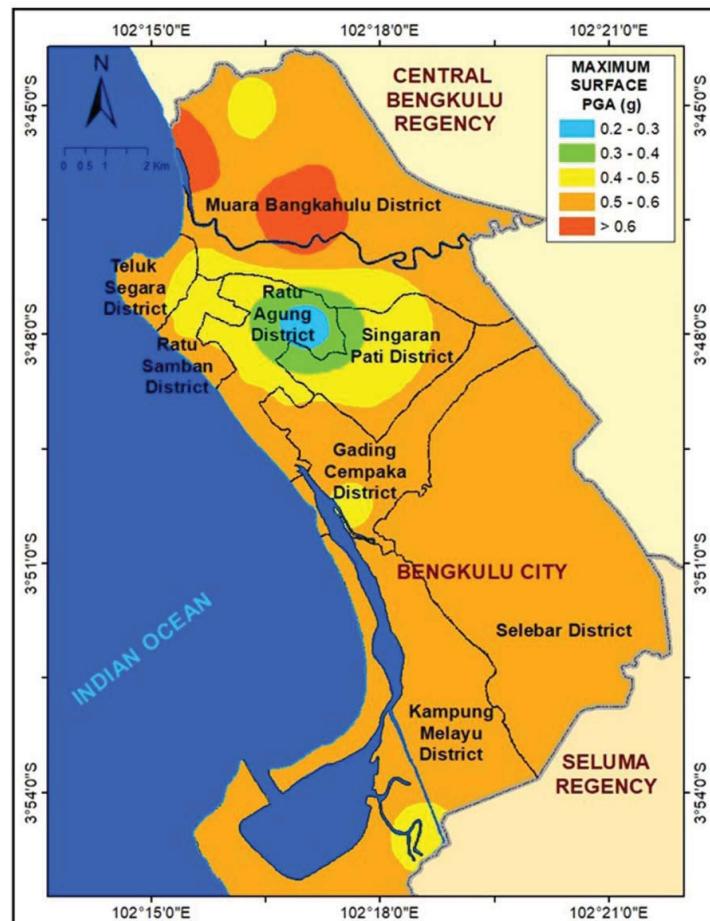 102°15'0"E
102°18'0"E
102°21'0"E
3°45'0"S
3°48'0"S
3°51'0"S
3°54'0"S
N
0 0.5 1 2 Km
CENTRAL
BENGKULU
REGENCY
MAXIMUM
SURFACE
PGA (g)
0.2 - 0.3
0.3 - 0.4
0.4 - 0.5
0.5 - 0.6
> 0.6
Muara Bangkahulu District
Teluk
Segara
District
Ratu
Agung
District
Singaran
Pati District
Ratu
Samban
District
Gading
Cempaka
District
BENGKULU CITY
INDIAN OCEAN
Selebar District
Kampung
Melayu
District
SELUMA
REGENCY
3°45'0"S
3°48'0"S
3°51'0"S
3°54'0"S
102°15'0"E
102°18'0"E
102°21'0"E